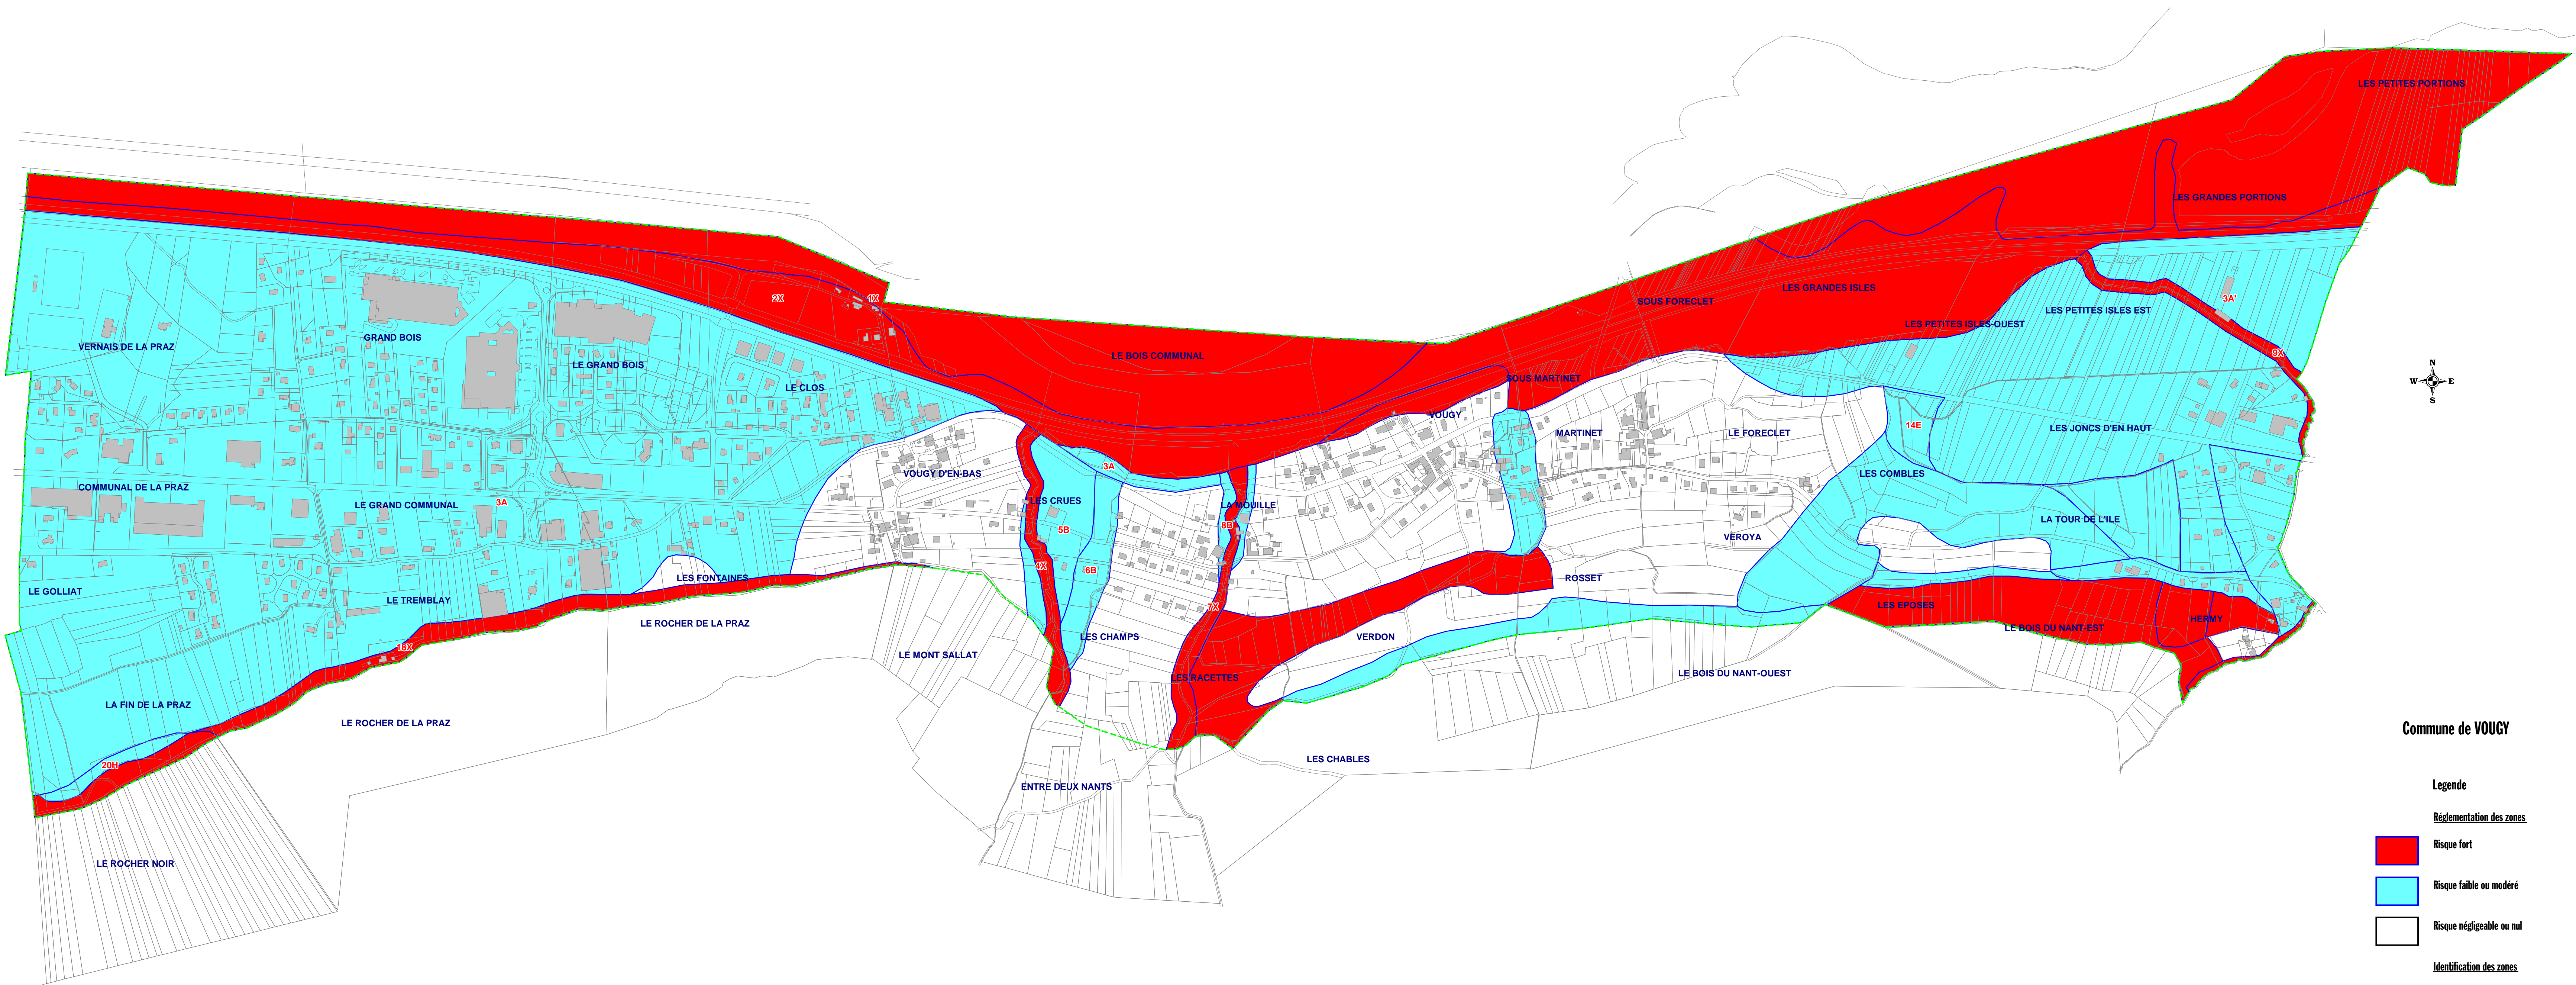 LES PETITES PORTIONS
LES GRANDES PORTIONS
LES GRANDES ISLES
SOUS FORECLET
2X
1X
3A'
LES PETITES ISLES EST
LES PETITES ISLES-OUEST
GRAND BOIS
VERNAIS DE LA PRAZ
LE BOIS COMMUNAL
9X
LE GRAND BOIS
N
W E
S
SOUS MARTINET
LE CLOS
VOUGY
14E
LES JONCS D'EN HAUT
MARTINET
LE FORECLET
3A
VOUGY D'EN-BAS
LES COMBLES
COMMUNAL DE LA PRAZ
LE GRAND COMMUNAL
3A
LES CRUES
LA MOUILLE
LA TOUR DE L'ILE
5B
8B'
VEROYA
4X
6B
LES FONTAINES
ROSSET
LE GOLLIAT
LE TREMBLAY
7X
LES EPOSES
HERMY
LE ROCHER DE LA PRAZ
LE BOIS DU NANT-EST
LES CHAMPS
VERDON
18X
LE MONT SALLAT
LE BOIS DU NANT-OUEST
LES RACETTES
LA FIN DE LA PRAZ
LE ROCHER DE LA PRAZ
LES CHABLES
20H
ENTRE DEUX NANTS
LE ROCHER NOIR
Commune de VOUGY
Legende
Réglementation des zones
Risque fort
Risque faible ou modéré
Risque négligeable ou nul
Identification des zones